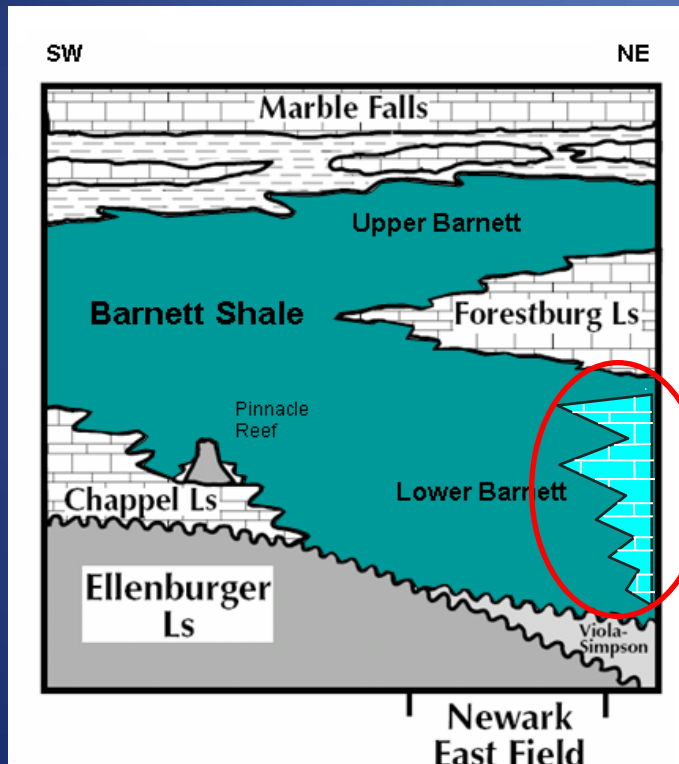 SW
NE
Marble Falls
Upper Barnett
Barnett Shale
Forestburg Ls
Pinnacle
Reef
Chappel Ls
Lower Barnett
Ellenburger
Ls
Viola-
Simpson
Newark
East Field